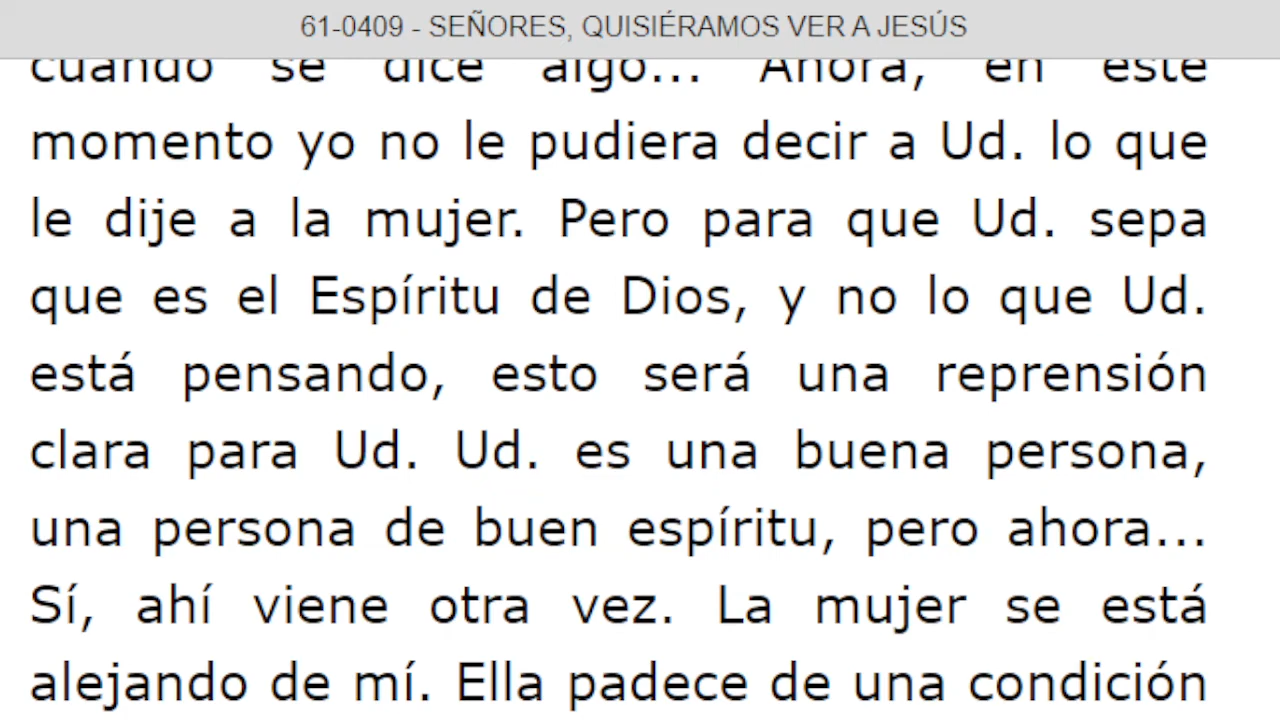 61-0409 - SEÑORES, QUISIÉRAMOS VER A JESÚS
cuando se dice algo... Ahora, en este
momento yo no le pudiera decir a Ud. lo que
le dije a la mujer. Pero para que Ud. sepa
que es el Espíritu de Dios, y no lo que Ud.
está pensando, esto será una reprensión
clara para Ud. Ud. es una buena persona,
una persona de buen espíritu, pero ahora...
Sí, ahí viene otra vez. La mujer se está
alejando de mí. Ella padece de una condición